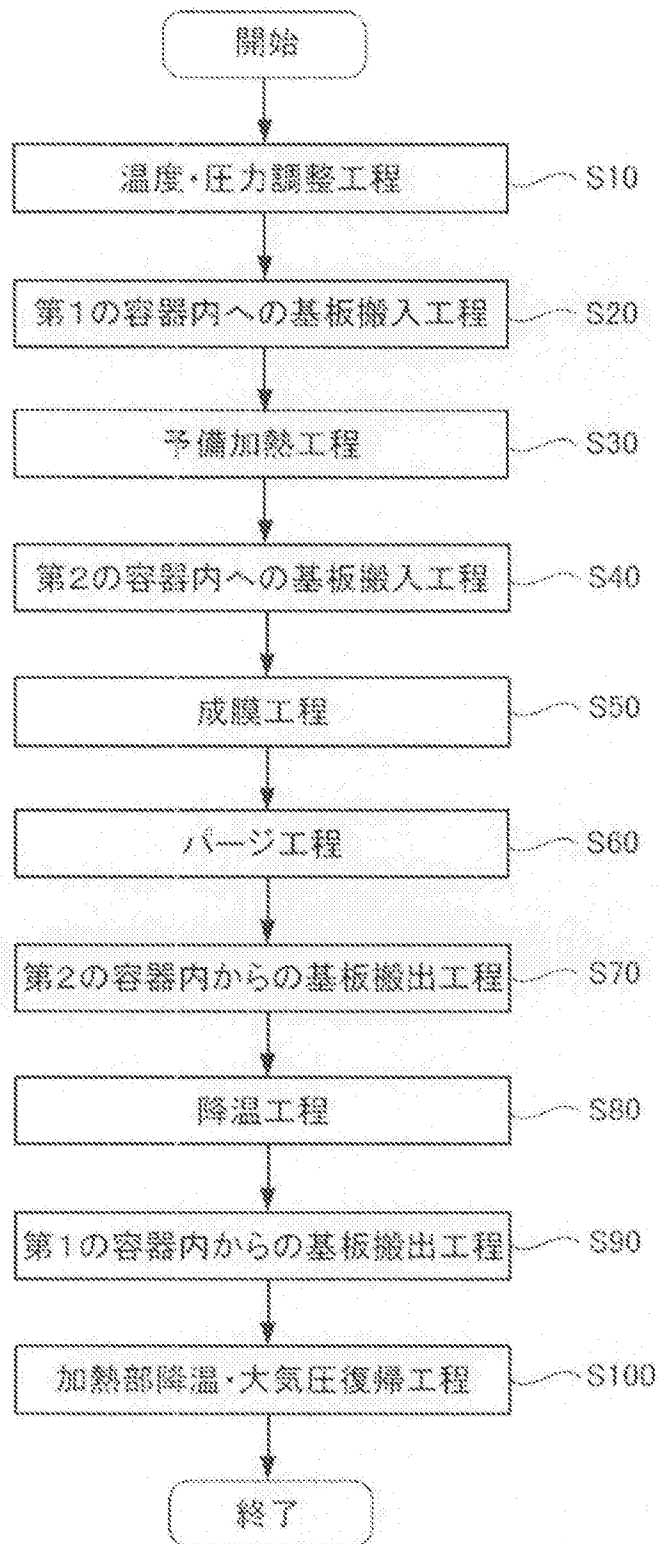 開始
温度・圧力調整工程 S10
第1の容器内への基板搬入工程 S20
予備加熱工程 S30
第2の容器内への基板搬入工程 S40
成膜工程 S50
パージ工程 S60
第2の容器内からの基板搬出工程 S70
降温工程 S80
第1の容器内からの基板搬出工程 S90
加熱部降温・大気圧復帰工程 S100
終了